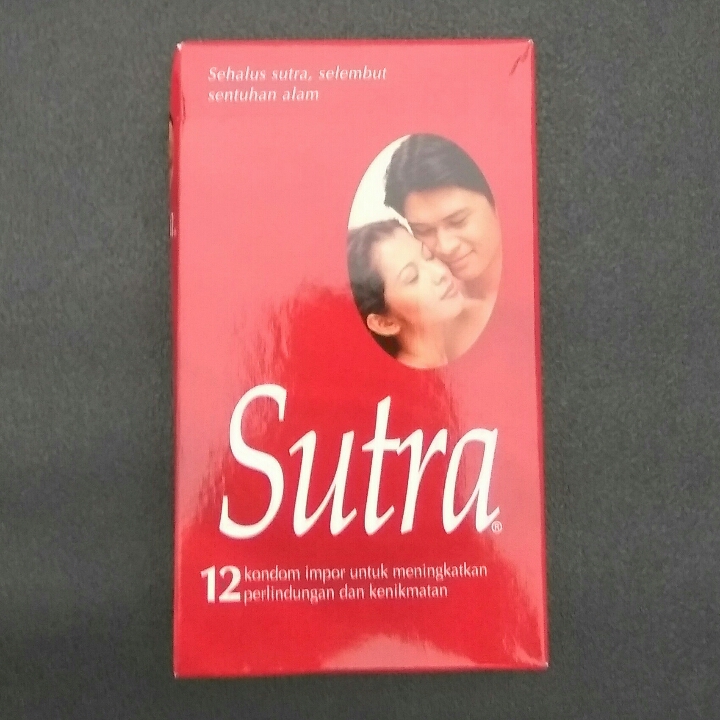 Sehalus sutra, selembut
sentuhan alam
Sutra®
12 kondom impor untuk meningkatkan
perlindungan dan kenikmatan